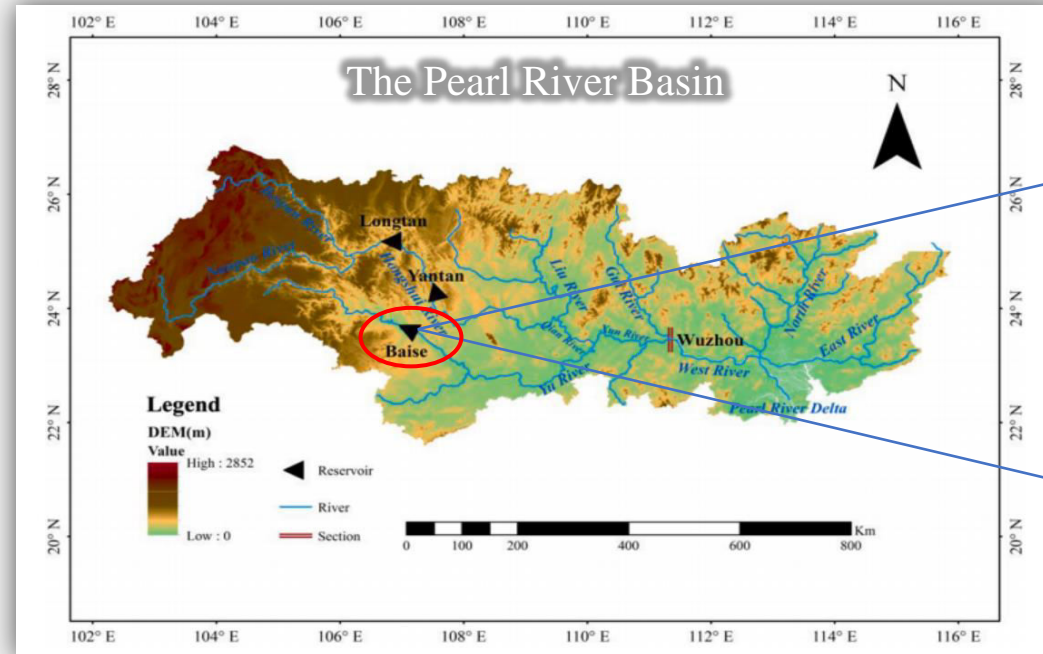 102° E 104° E 106° E 108° E 110° E 112° E 114° E 116° E
The Pearl River Basin
N
28° N 28° N
26° N 26° N
Longtan
Nanpan River
Hongshui River
Yantan
Liu River
Gui River
North River
24° N 24° N
Baise
Qian River
Xun River
Wuzhou
East River
West River
Yu River
Pearl River Delta
22° N 22° N
Legend
DEM(m)
Value
High : 2852
Low : 0
Reservoir
River
Section
Km
0 100 200 400 600 800
20° N 20° N
102° E 104° E 106° E 108° E 110° E 112° E 114° E 116° E